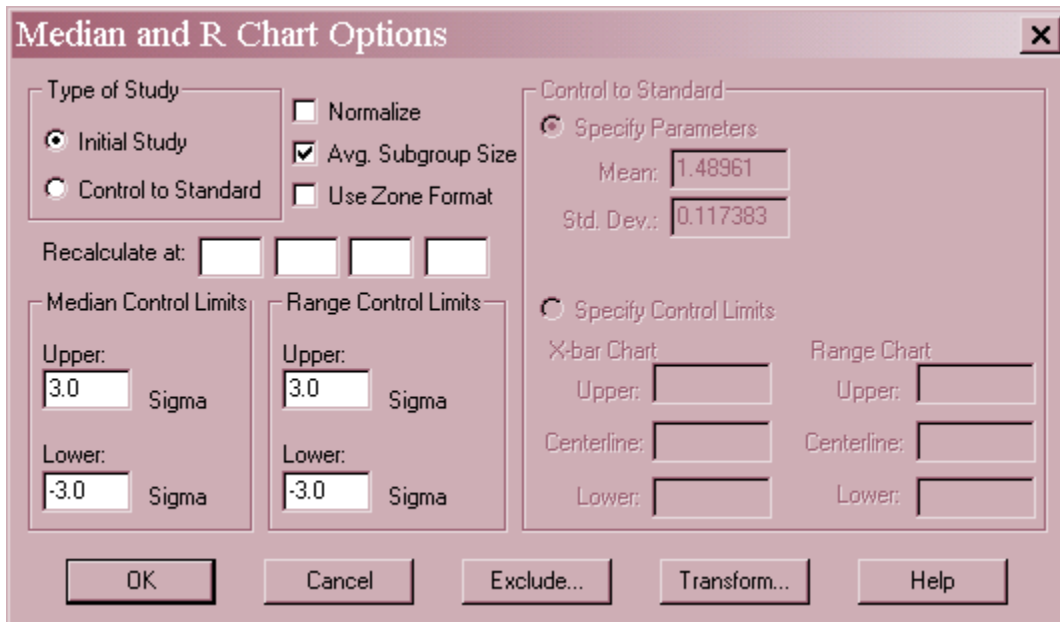 Median and R Chart Options
Type of Study
Initial Study
Control to Standard
Normalize
Avg. Subgroup Size
Use Zone Format
Recalculate at:
Median Control Limits
Upper:
3.0 Sigma
Lower:
-3.0 Sigma
Range Control Limits
Upper:
3.0 Sigma
Lower:
-3.0 Sigma
Control to Standard
Specify Parameters
Mean: 1.48961
Std. Dev.: 0.117383
Specify Control Limits
X-bar Chart
Upper:
Centerline:
Lower:
Range Chart
Upper:
Centerline:
Lower:
OK Cancel Exclude... Transform... Help